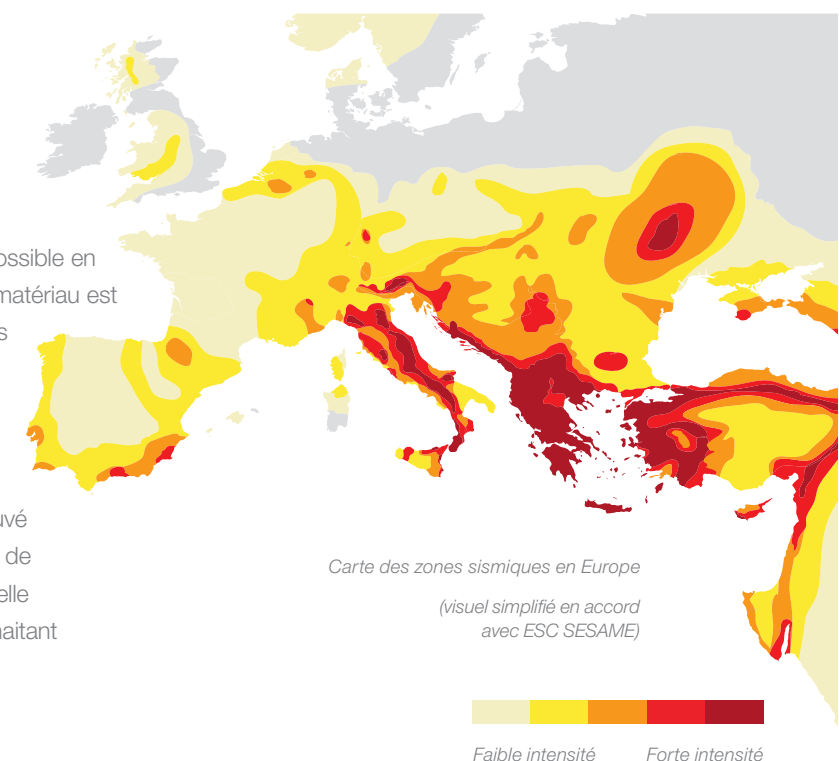 ossible en
matériau est
s
uvé
de
elle
haitant
Carte des zones sismiques en Europe
(visuel simplifié en accord
avec ESC SESAME)
Faible intensité
Forte intensité